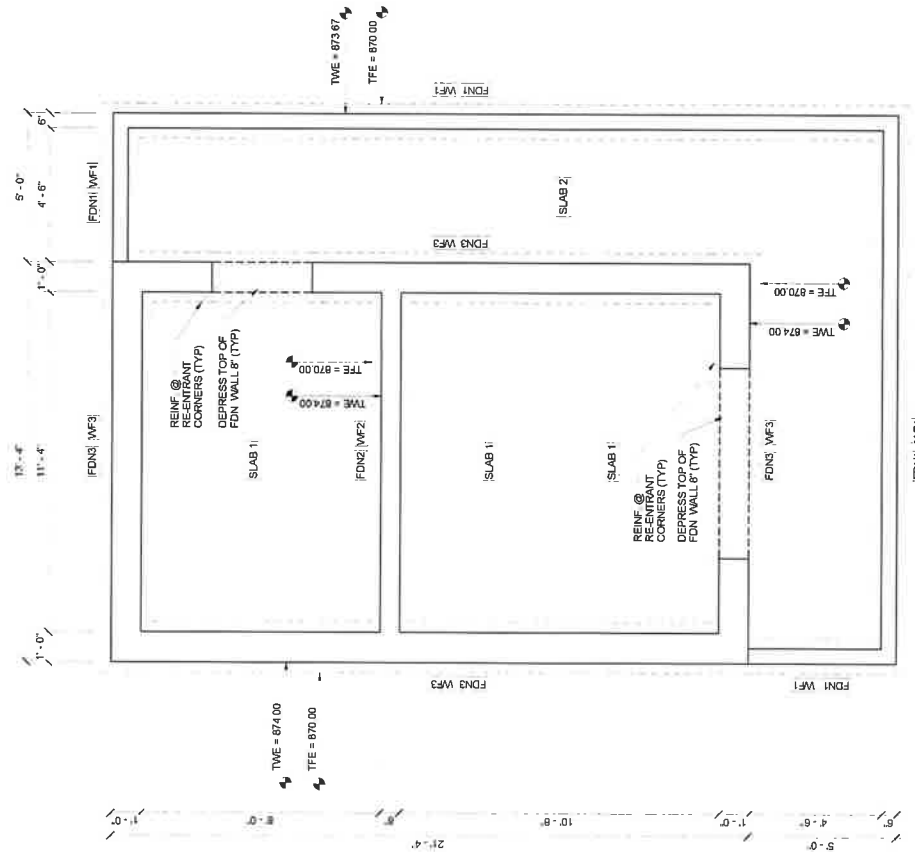 TWE = 873.67
TFE = 870.00
FDN1 WF1
5' - 0"
6"
4' - 6"
FDN1 WF1
1' - 0"
13' - 4"
11' - 4"
FDN3 WF3
1' - 0"
SLAB 2
FDN3 WF3
REINF. @
RE-ENTRANT
CORNERS (TYP)
DEPRESS TOP OF
FDN WALL 8" (TYP)
TFE = 870.00
TWE = 874.00
SLAB 1
FDN2 WF2
SLAB 1
SLAB 1
REINF. @
RE-ENTRANT
CORNERS (TYP)
DEPRESS TOP OF
FDN WALL 8" (TYP)
TFE = 870.00
TWE = 874.00
FDN3 WF3
TWE = 874.00
TFE = 870.00
FDN3 WF3
FDN1 WF1
1' - 0"
8' - 0"
8"
10' - 8"
1' - 0"
4' - 6"
6"
21' - 4"
5' - 0"